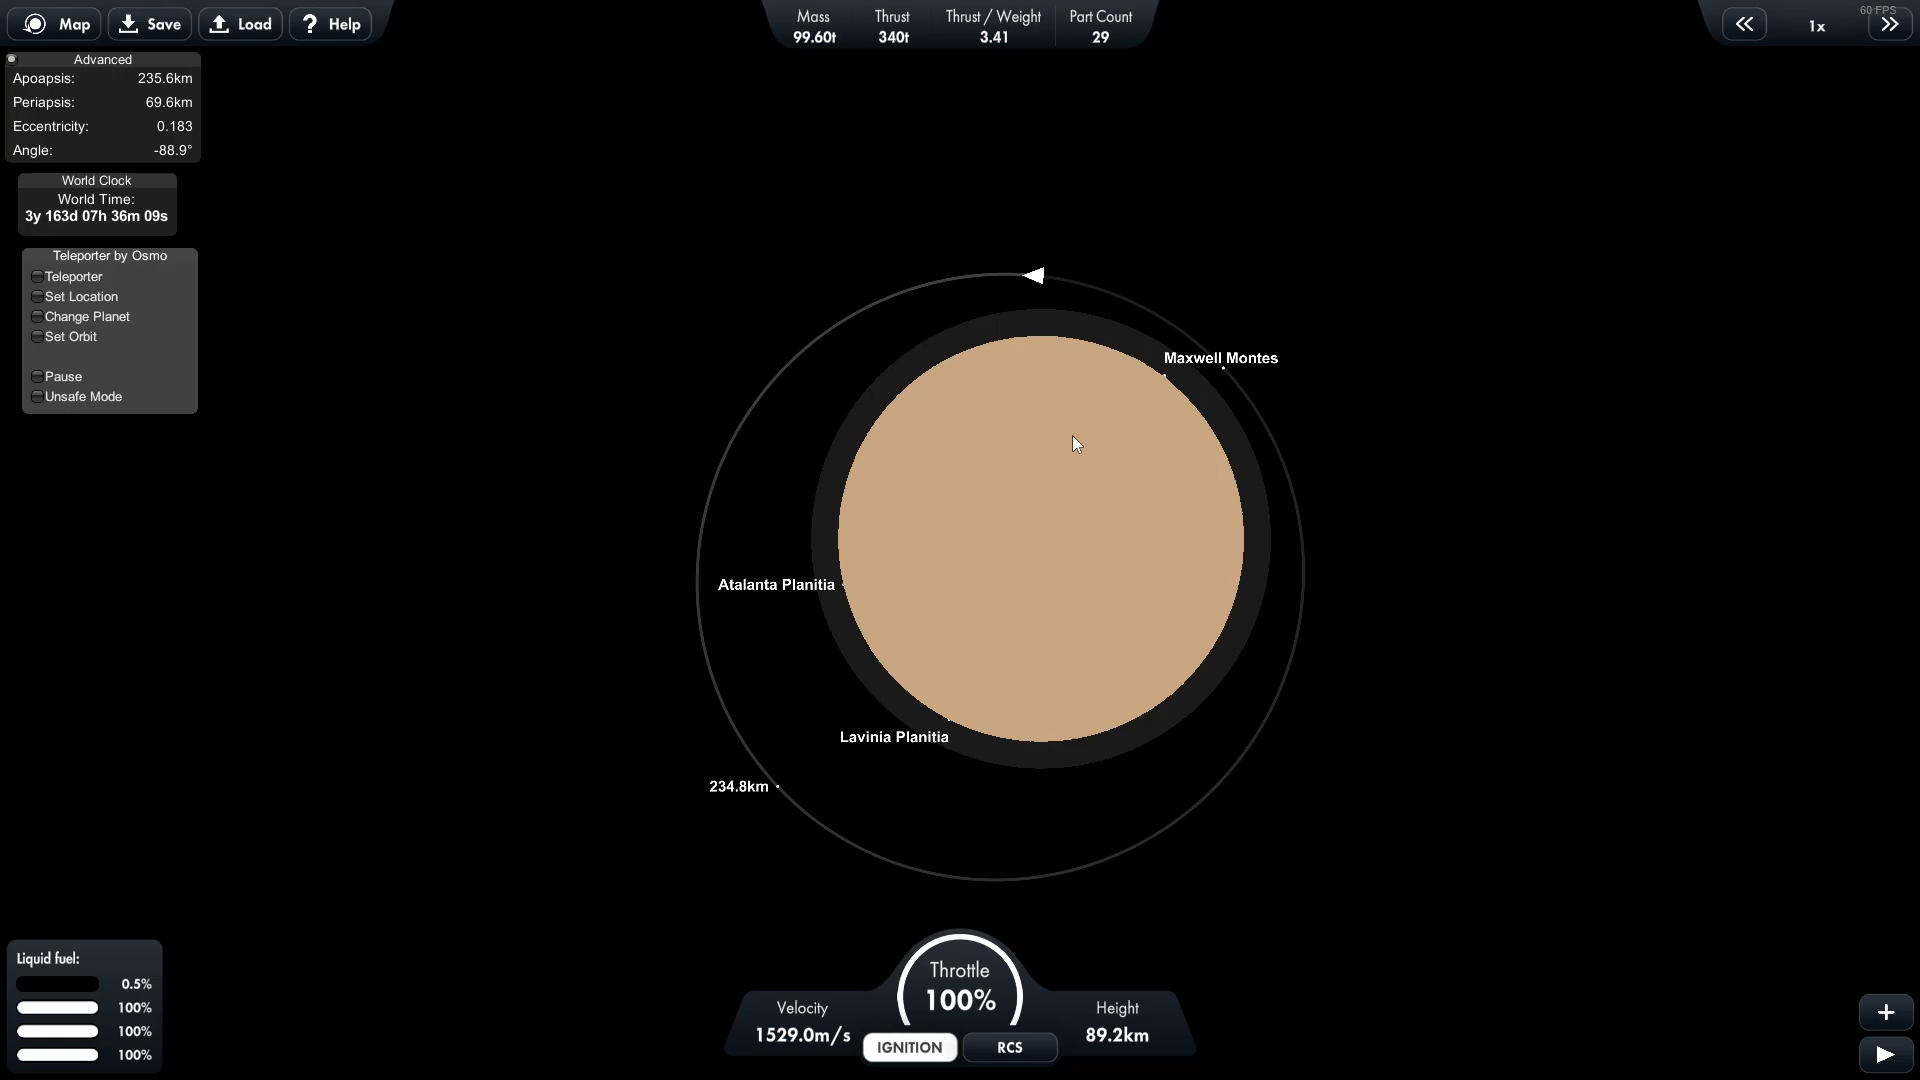 Map
Save
Load
Help
Mass
99.60t
Thrust
340t
Thrust / Weight
3.41
Part Count
29
60 FPS
1x
Advanced
Apoapsis: 235.6km
Periapsis: 69.6km
Eccentricity: 0.183
Angle: -88.9°
World Clock
World Time:
3y 163d 07h 36m 09s
Teleporter by Osmo
Teleporter
Set Location
Change Planet
Set Orbit
Pause
Unsafe Mode
Maxwell Montes
Atalanta Planitia
Lavinia Planitia
234.8km
Liquid fuel:
0.5%
100%
100%
100%
Throttle
100%
Velocity
1529.0m/s
Height
89.2km
IGNITION
RCS